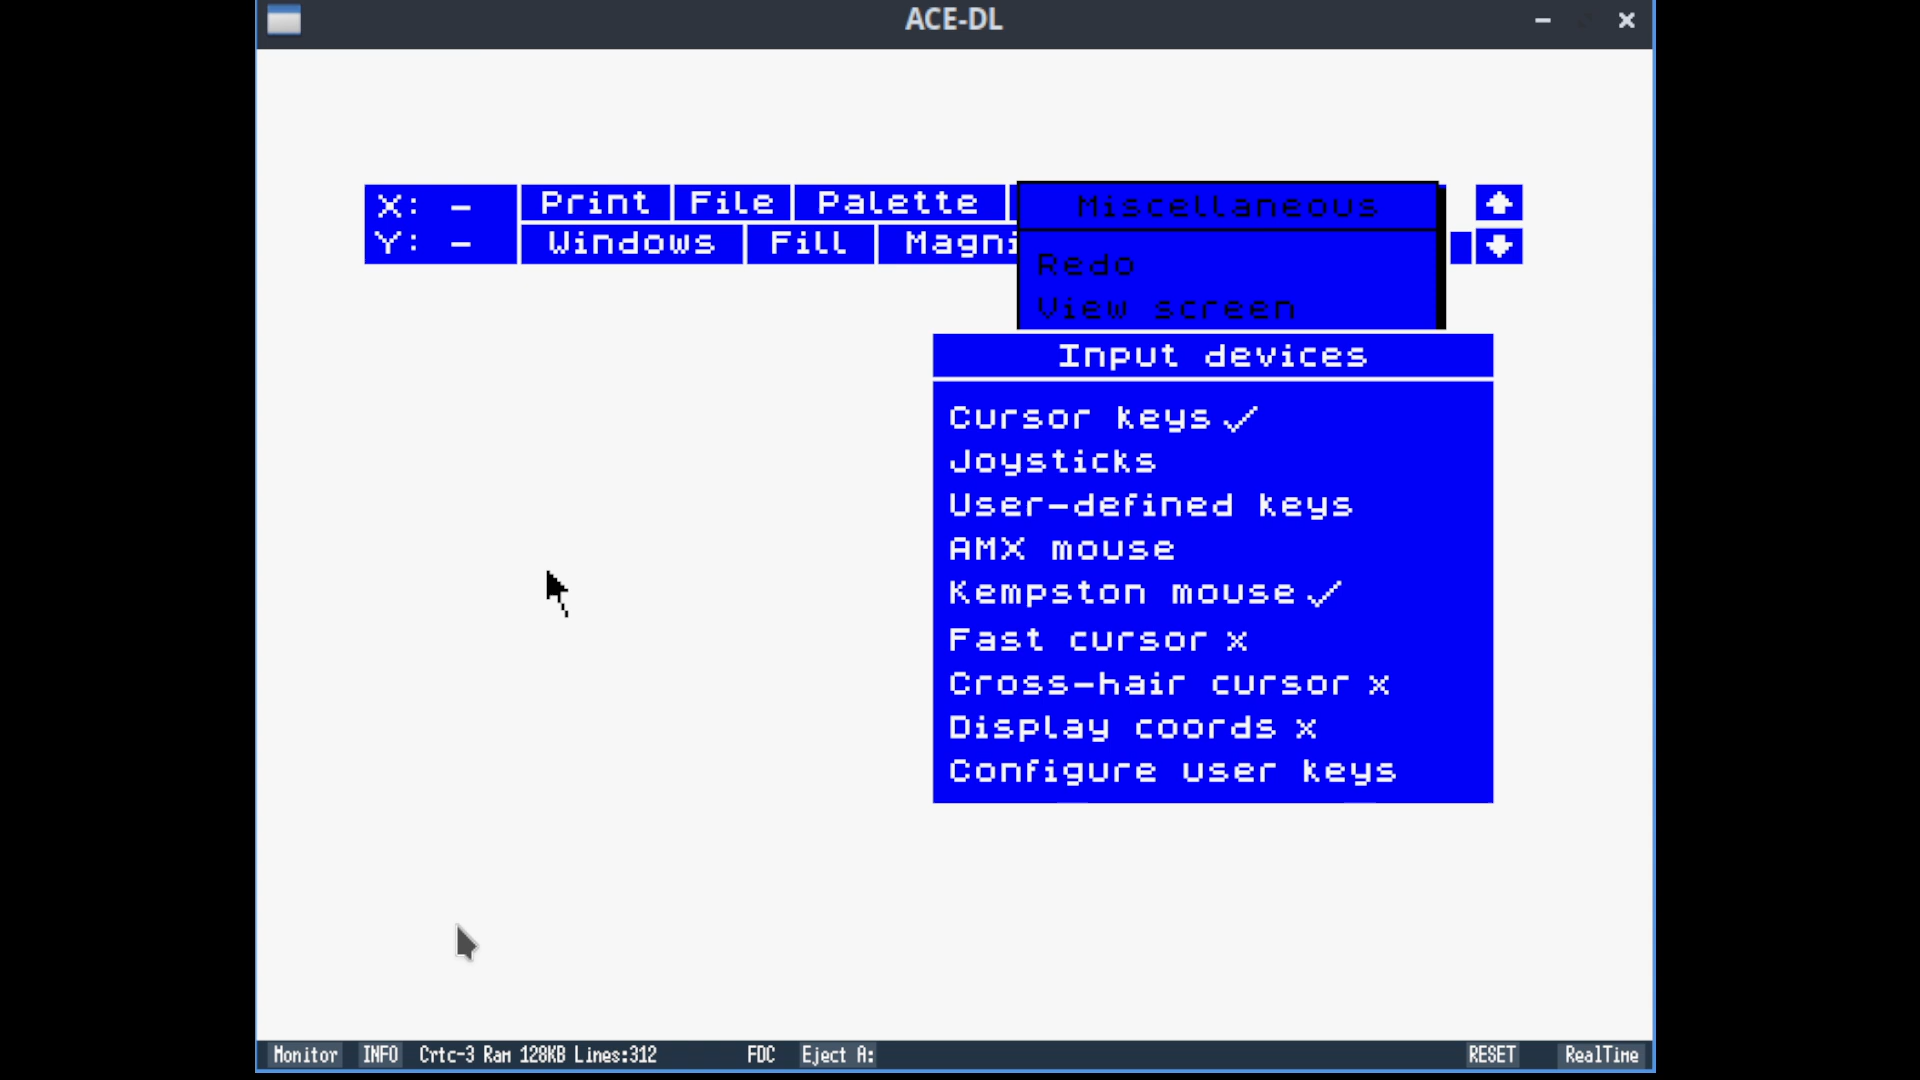 ACE-DL
X: – Print File Palette Miscellaneous
Y: – Windows Fill Magni
Redo
View screen
Input devices
Cursor keys ✓
Joysticks
User-defined keys
AMX mouse
Kempston mouse ✓
Fast cursor x
Cross-hair cursor x
Display coords x
Configure user keys
Monitor INFO Crtc-3 Ram 128KB Lines:312 FDC Eject A: RESET RealTime